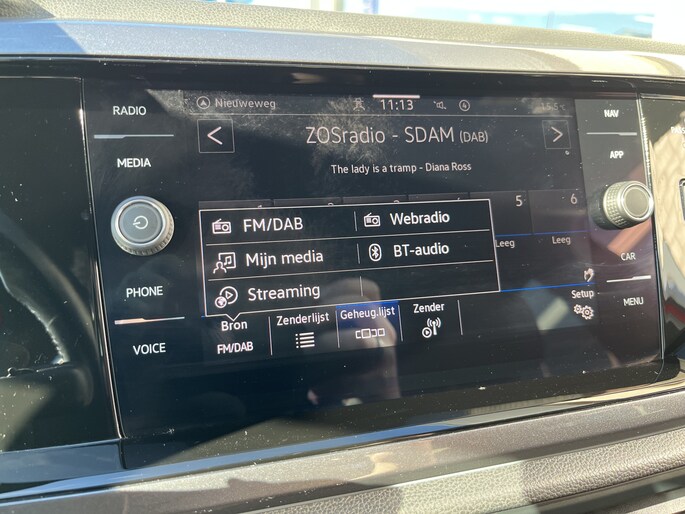 RADIO
MEDIA
PHONE
VOICE
Nieuweweg
11:13
ZOSradio - SDAM (DAB)
The lady is a tramp - Diana Ross
5 6
Leeg Leeg
FM/DAB Webradio
Mijn media BT-audio
Streaming
Bron Zenderlijst Geheug.lijst Zender Setup
FM/DAB
NAV
APP
CAR
MENU